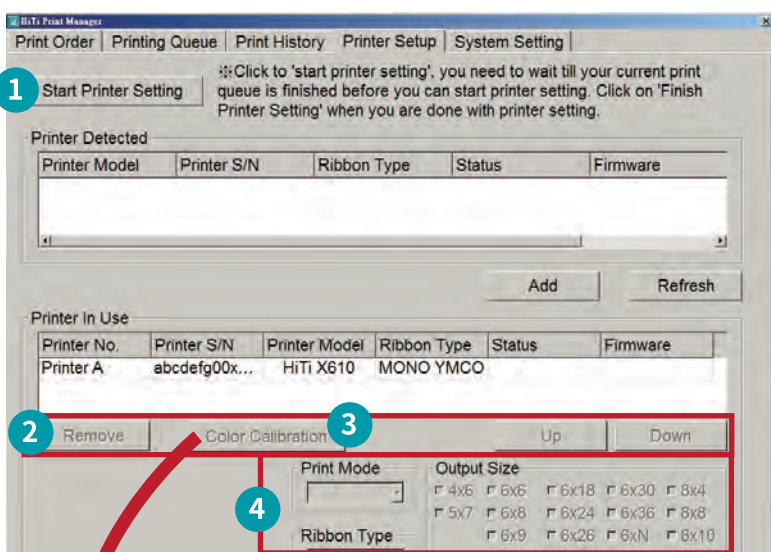 HiTi Print Manager
Print Order Printing Queue Print History Printer Setup System Setting
1 Start Printer Setting
※Click to 'start printer setting', you need to wait till your current print
queue is finished before you can start printer setting. Click on 'Finish
Printer Setting' when you are done with printer setting.
Printer Detected
Printer Model Printer S/N Ribbon Type Status Firmware
Add Refresh
Printer In Use
Printer No. Printer S/N Printer Model Ribbon Type Status Firmware
Printer A abcdefg00x... HiTi X610 MONO YMCO
2 Remove Color Calibration 3 Up Down
4 Print Mode Output Size
4x6 6x6 6x18 6x30 8x4
5x7 6x8 6x24 6x36 8x8
Ribbon Type 6x9 6x26 6xN 8x10